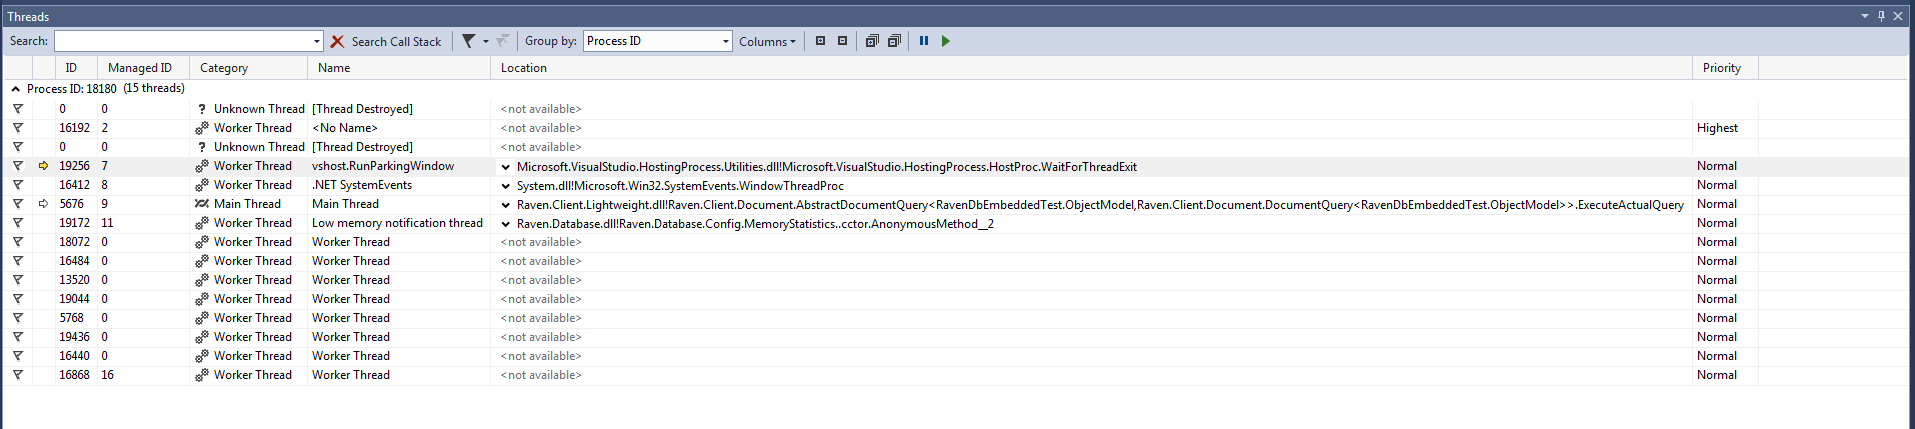 Threads
Search: Search Call Stack Group by: Process ID Columns
ID Managed ID Category Name Location Priority
Process ID: 18180 (15 threads)
0 0 ? Unknown Thread [Thread Destroyed] <not available>
16192 2 Worker Thread <No Name> <not available> Highest
0 0 ? Unknown Thread [Thread Destroyed] <not available>
19256 7 Worker Thread vshost.RunParkingWindow Microsoft.VisualStudio.HostingProcess.Utilities.dll!Microsoft.VisualStudio.HostingProcess.HostProc.WaitForThreadExit Normal
16412 8 Worker Thread .NET SystemEvents System.dll!Microsoft.Win32.SystemEvents.WindowThreadProc Normal
5676 9 Main Thread Main Thread Raven.Client.Lightweight.dll!Raven.Client.Document.AbstractDocumentQuery<RavenDbEmbeddedTest.ObjectModel,Raven.Client.Document.DocumentQuery<RavenDbEmbeddedTest.ObjectModel>>.ExecuteActualQuery Normal
19172 11 Worker Thread Low memory notification thread Raven.Database.dll!Raven.Database.Config.MemoryStatistics..cctor.AnonymousMethod__2 Normal
18072 0 Worker Thread Worker Thread <not available> Normal
16484 0 Worker Thread Worker Thread <not available> Normal
13520 0 Worker Thread Worker Thread <not available> Normal
19044 0 Worker Thread Worker Thread <not available> Normal
5768 0 Worker Thread Worker Thread <not available> Normal
19436 0 Worker Thread Worker Thread <not available> Normal
16440 0 Worker Thread Worker Thread <not available> Normal
16868 16 Worker Thread Worker Thread <not available> Normal